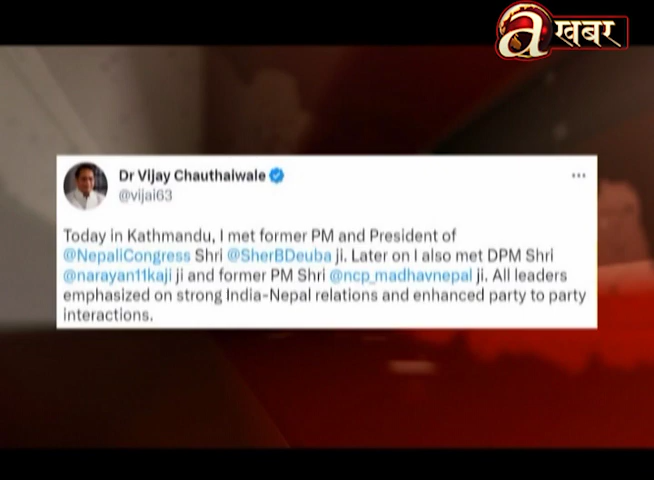 a खबर
Dr Vijay Chauthaiwale
@vijai63
Today in Kathmandu, I met former PM and President of
@NepaliCongress Shri @SherBDeuba ji. Later on I also met DPM Shri
@narayan11kaji ji and former PM Shri @ncp_madhavnepal ji. All leaders
emphasized on strong India-Nepal relations and enhanced party to party
interactions.